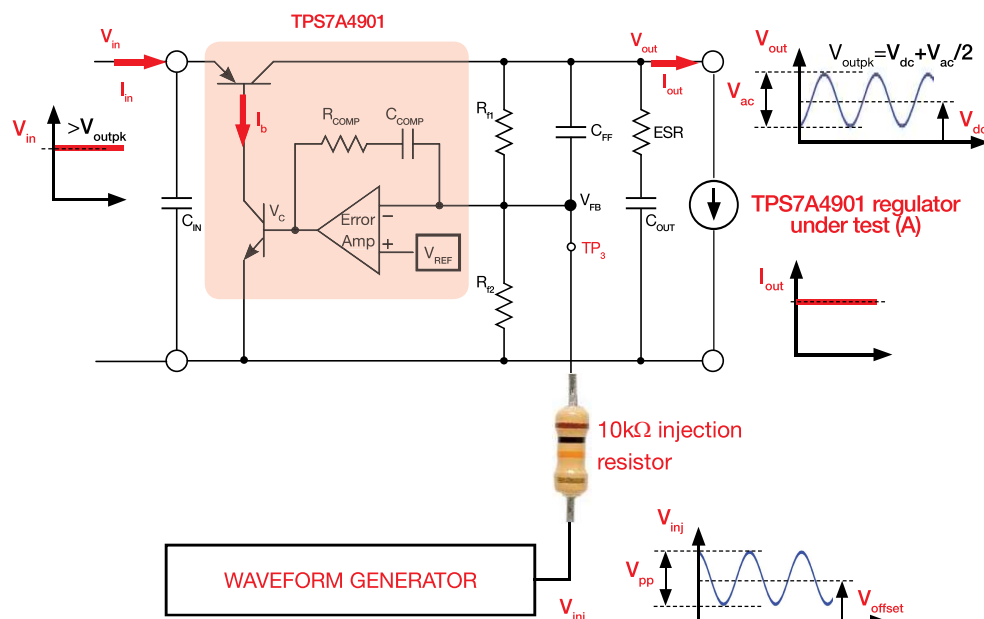 TPS7A4901
Vin
Iin
Vin
>Voutpk
CIN
Ib
RCOMP
CCOMP
VC
Error
Amp
−
+
VREF
Rf1
Rf2
CFF
VFB
TP3
ESR
COUT
Vout
Iout
Vout
Voutpk=Vdc+Vac/2
Vac
Vdc
TPS7A4901 regulator
under test (A)
Iout
10kΩ injection
resistor
WAVEFORM GENERATOR
Vinj
Vinj
Vpp
Voffset